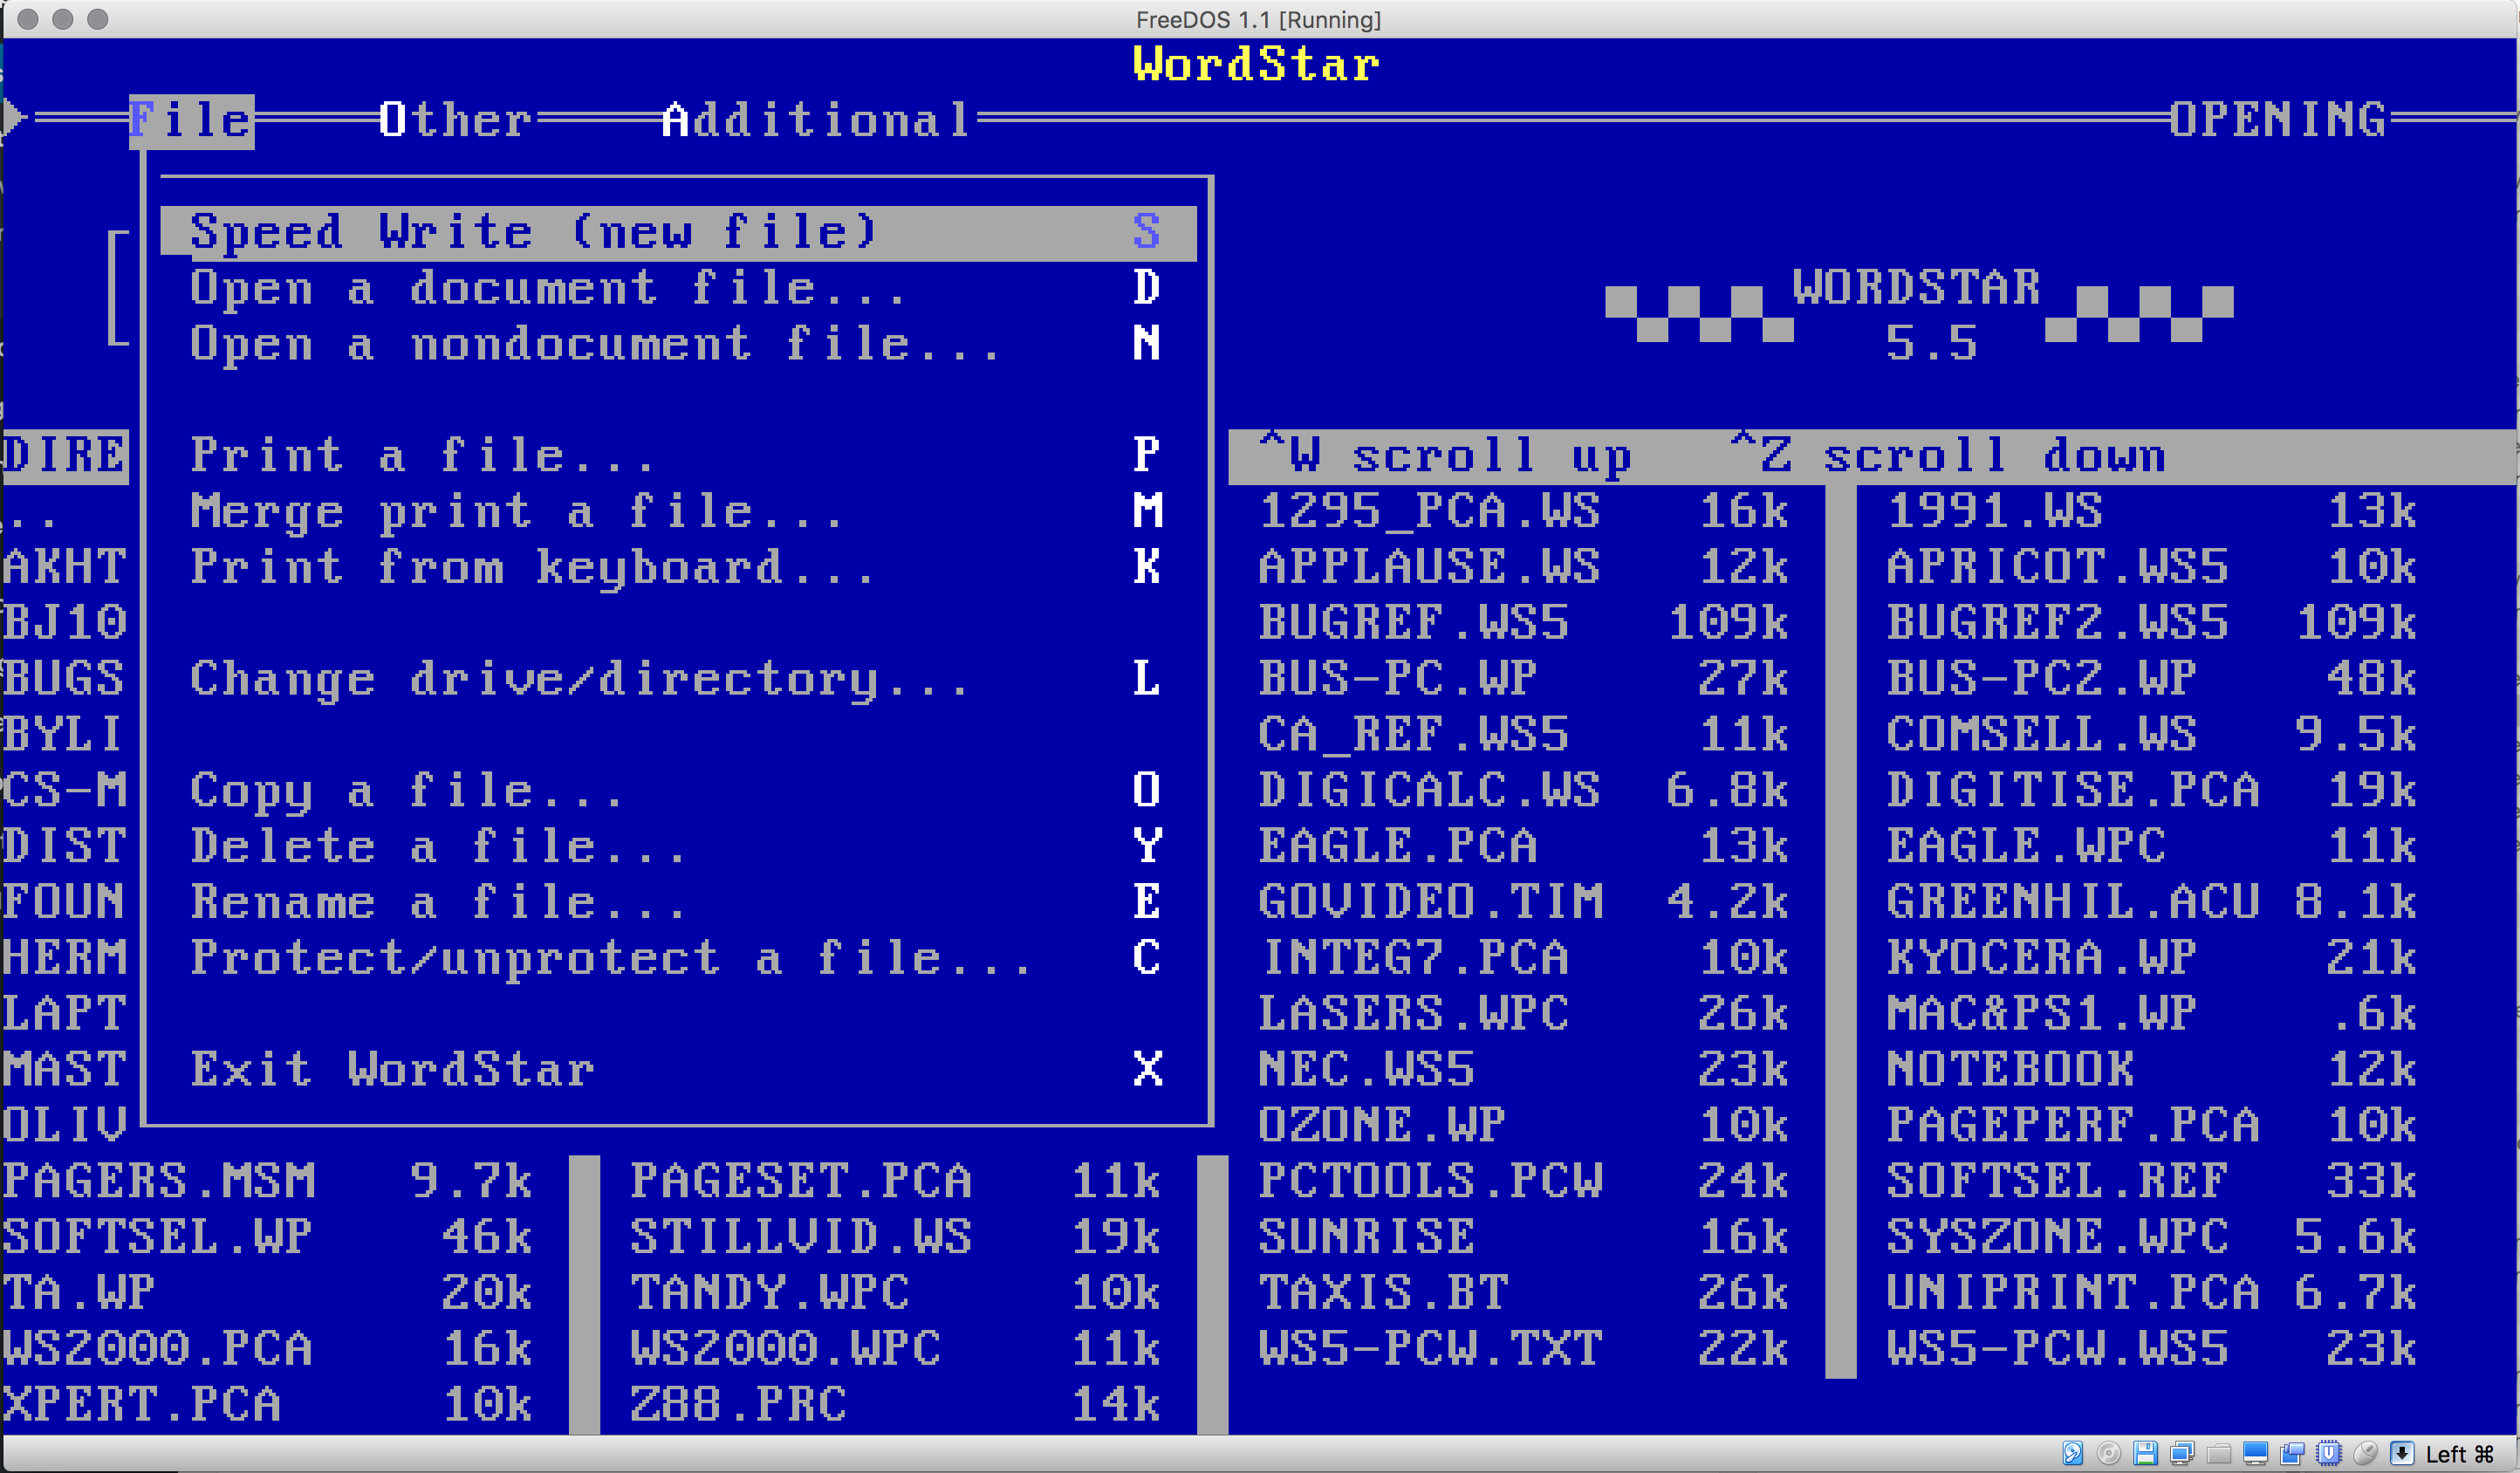 FreeDOS 1.1 [Running]
WordStar
File Other Additional OPENING
Speed Write (new file) S
Open a document file... D
WORDSTAR
Open a nondocument file... N
5.5
DIRE Print a file... P ^W scroll up ^Z scroll down
.. Merge print a file... M 1295_PCA.WS 16k 1991.WS 13k
AKHT Print from keyboard... K APPLAUSE.WS 12k APRICOT.WS5 10k
BJ10 BUGREF.WS5 109k BUGREF2.WS5 109k
BUGS Change drive/directory... L BUS-PC.WP 27k BUS-PC2.WP 48k
BYLI CA_REF.WS5 11k COMSELL.WS 9.5k
CS-M Copy a file... O DIGICALC.WS 6.8k DIGITISE.PCA 19k
DIST Delete a file... Y EAGLE.PCA 13k EAGLE.WPC 11k
FOUN Rename a file... E GOVIDEO.TIM 4.2k GREENHIL.ACU 8.1k
HERM Protect/unprotect a file... C INTEG7.PCA 10k KYOCERA.WP 21k
LAPT LASERS.WPC 26k MAC&PS1.WP .6k
MAST Exit WordStar X NEC.WS5 23k NOTEBOOK 12k
OLIV OZONE.WP 10k PAGEPERF.PCA 10k
PAGERS.MSM 9.7k PAGESET.PCA 11k PCTOOLS.PCW 24k SOFTSEL.REF 33k
SOFTSEL.WP 46k STILLVID.WS 19k SUNRISE 16k SYSZONE.WPC 5.6k
TA.WP 20k TANDY.WPC 10k TAXIS.BT 26k UNIPRINT.PCA 6.7k
WS2000.PCA 16k WS2000.WPC 11k WS5-PCW.TXT 22k WS5-PCW.WS5 23k
XPERT.PCA 10k Z88.PRC 14k
Left ⌘